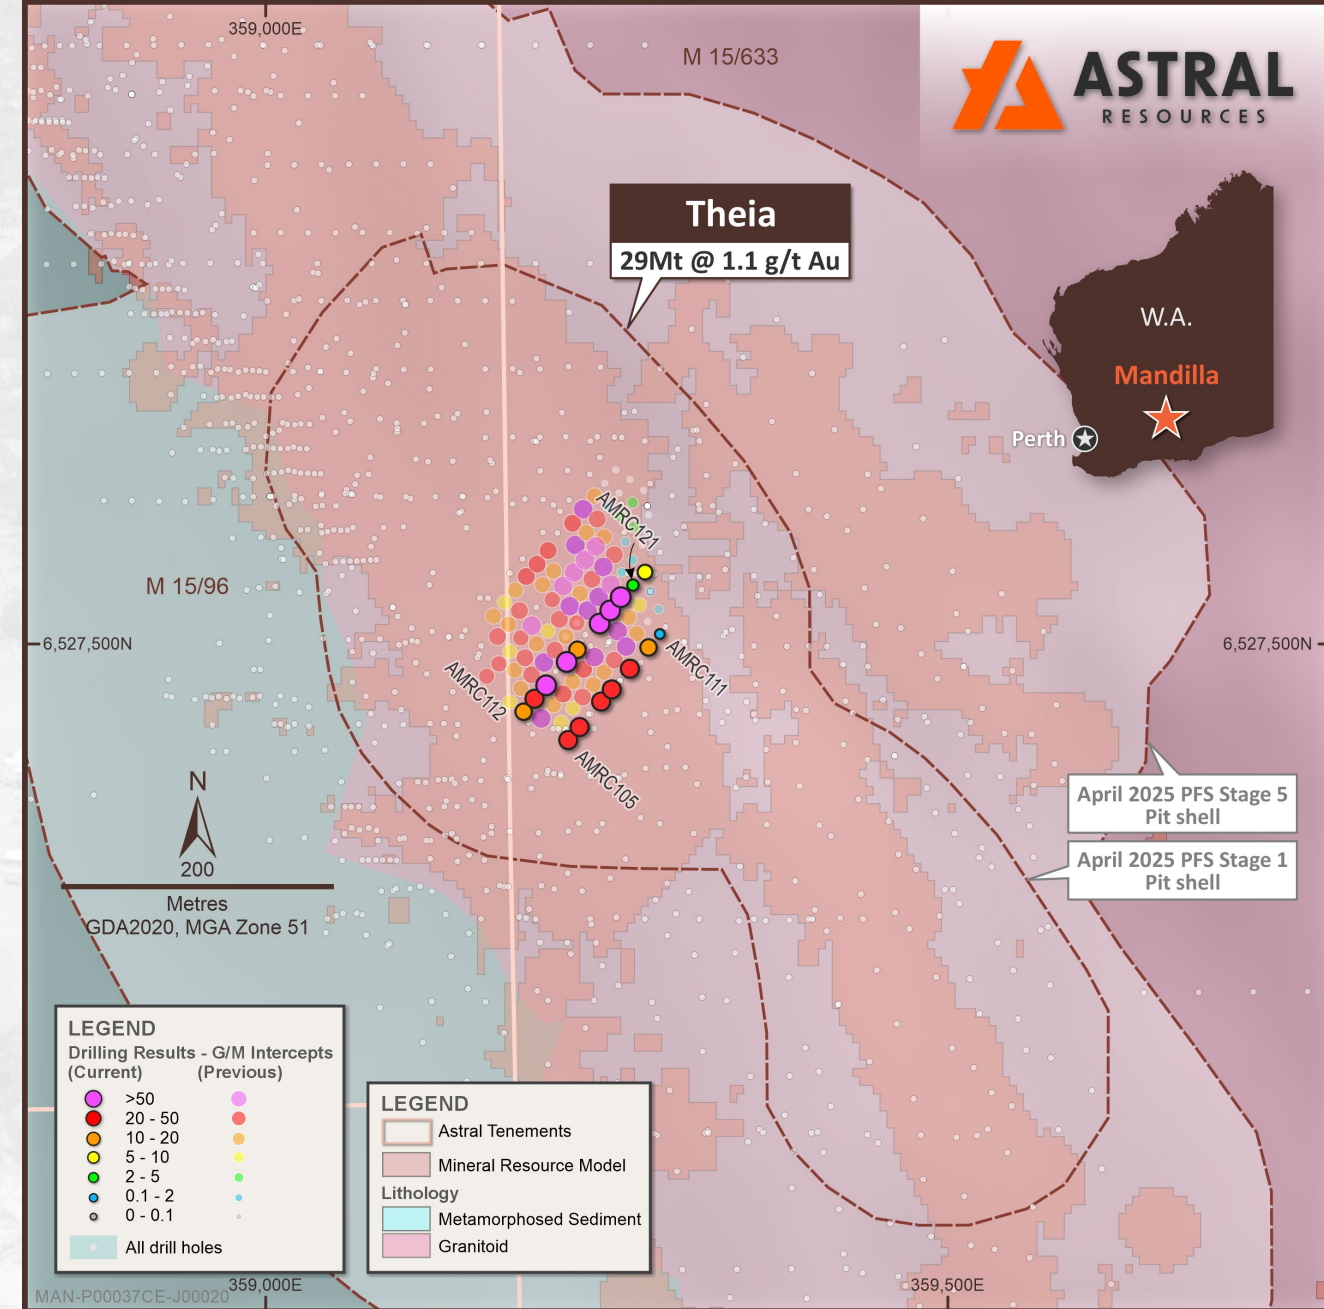 359,000E
M 15/633
ASTRAL
RESOURCES
Theia
29Mt @ 1.1 g/t Au
W.A.
Mandilla
Perth
AMRC121
M 15/96
6,527,500N
6,527,500N
AMRC111
AMRC112
AMRC105
April 2025 PFS Stage 5
Pit shell
April 2025 PFS Stage 1
Pit shell
N
200
Metres
GDA2020, MGA Zone 51
LEGEND
Drilling Results - G/M Intercepts
(Current) (Previous)
>50
20 - 50
10 - 20
5 - 10
2 - 5
0.1 - 2
0 - 0.1
All drill holes
LEGEND
Astral Tenements
Mineral Resource Model
Lithology
Metamorphosed Sediment
Granitoid
359,000E
359,500E
MAN-P00037CE-J00020